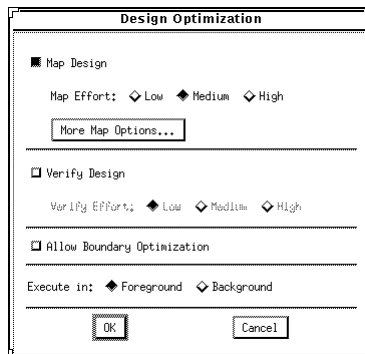 Design Optimization
Map Design
Map Effort: Low Medium High
More Map Options...
Verify Design
Verify Effort: Low Medium High
Allow Boundary Optimization
Execute in: Foreground Background
OK Cancel